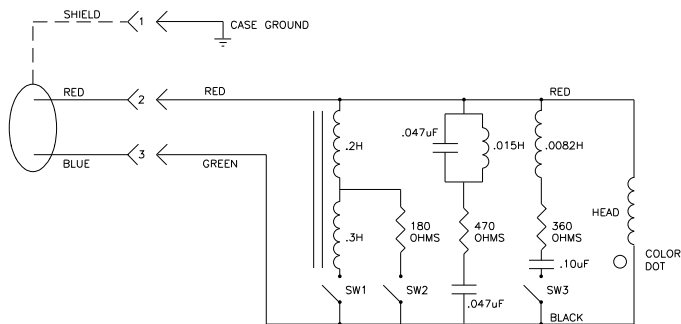 SHIELD
1
CASE GROUND
RED
2
RED
RED
.047uF
.015H
.0082H
.2H
BLUE
3
GREEN
.3H
180
OHMS
470
OHMS
360
OHMS
HEAD
COLOR
DOT
.10uF
SW1
SW2
.047uF
SW3
BLACK